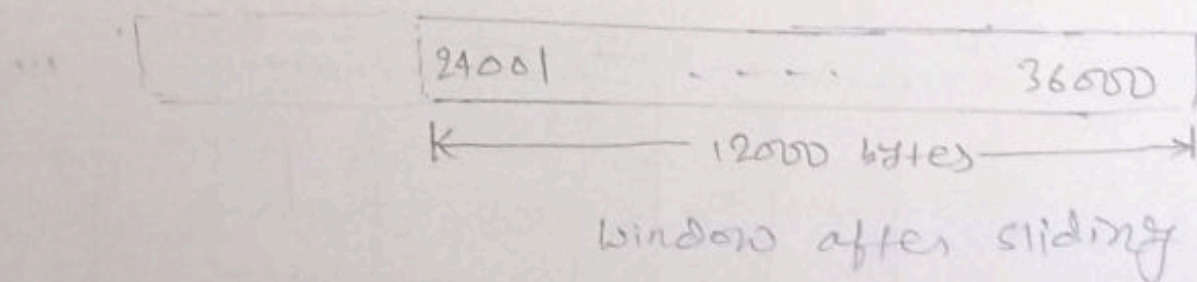 ... 24001 .... 36000
12000 bytes
window after sliding